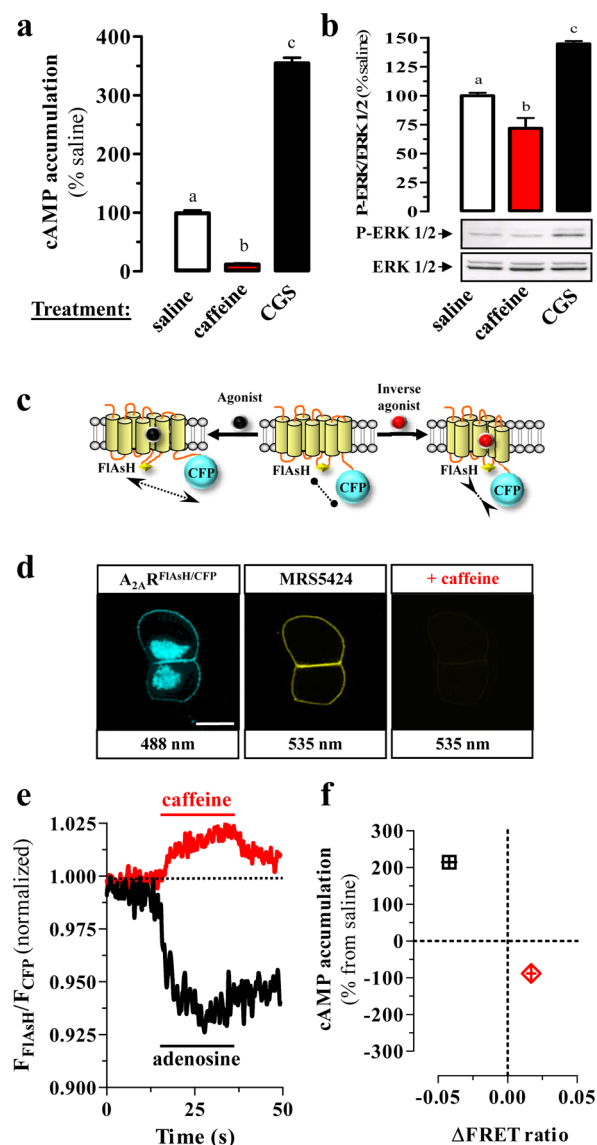 a
cAMP accumulation
(% saline)
400
300
200
100
0
a
b
c
Treatment:
saline
caffeine
CGS
b
P-ERK/ERK 1/2 (% saline)
150
125
100
75
50
25
0
a
b
c
P-ERK 1/2
ERK 1/2
saline
caffeine
CGS
c
Agonist
Inverse
agonist
FlAsH
CFP
FlAsH
CFP
FlAsH
CFP
d
A2AR FlAsH/CFP
MRS5424
+ caffeine
488 nm
535 nm
535 nm
e
caffeine
FFlAsH/FCFP (normalized)
1.025
1.000
0.975
0.950
0.925
0.900
adenosine
0
25
50
Time (s)
f
cAMP accumulation
(% from saline)
300
200
100
0
-100
-200
-300
-0.05
0.00
0.05
ΔFRET ratio